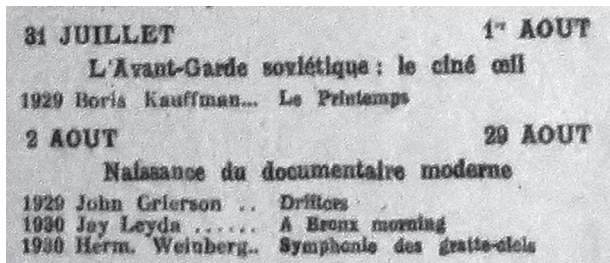 31 JUILLET 1er AOUT
L'Avant-Garde soviétique : le ciné œil
1929 Boris Kauffman... Le Printemps
2 AOUT 29 AOUT
Naissance du documentaire moderne
1929 John Grierson .. Drifters
1930 Jay Leyda ...... A Bronx morning
1930 Herm. Weinberg.. Symphonie des gratte-ciels